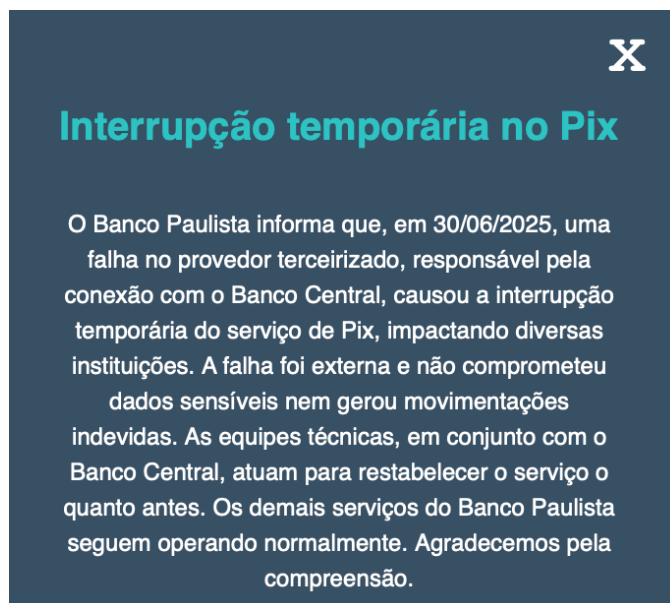 X
Interrupção temporária no Pix
O Banco Paulista informa que, em 30/06/2025, uma
falha no provedor terceirizado, responsável pela
conexão com o Banco Central, causou a interrupção
temporária do serviço de Pix, impactando diversas
instituições. A falha foi externa e não comprometeu
dados sensíveis nem gerou movimentações
indevidas. As equipes técnicas, em conjunto com o
Banco Central, atuam para restabelecer o serviço o
quanto antes. Os demais serviços do Banco Paulista
seguem operando normalmente. Agradecemos pela
compreensão.